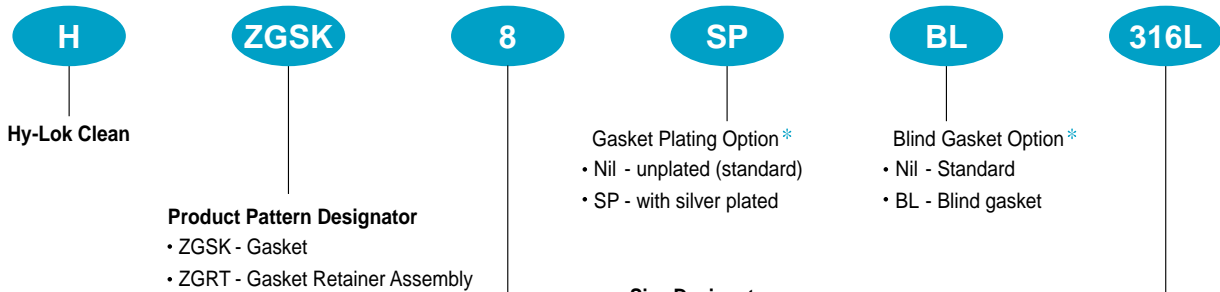 H ZGSK 8 SP BL 316L
Hy-Lok Clean
Gasket Plating Option*
• Nil - unplated (standard)
• SP - with silver plated
Blind Gasket Option*
• Nil - Standard
• BL - Blind gasket
Product Pattern Designator
• ZGSK - Gasket
• ZGRT - Gasket Retainer Assembly